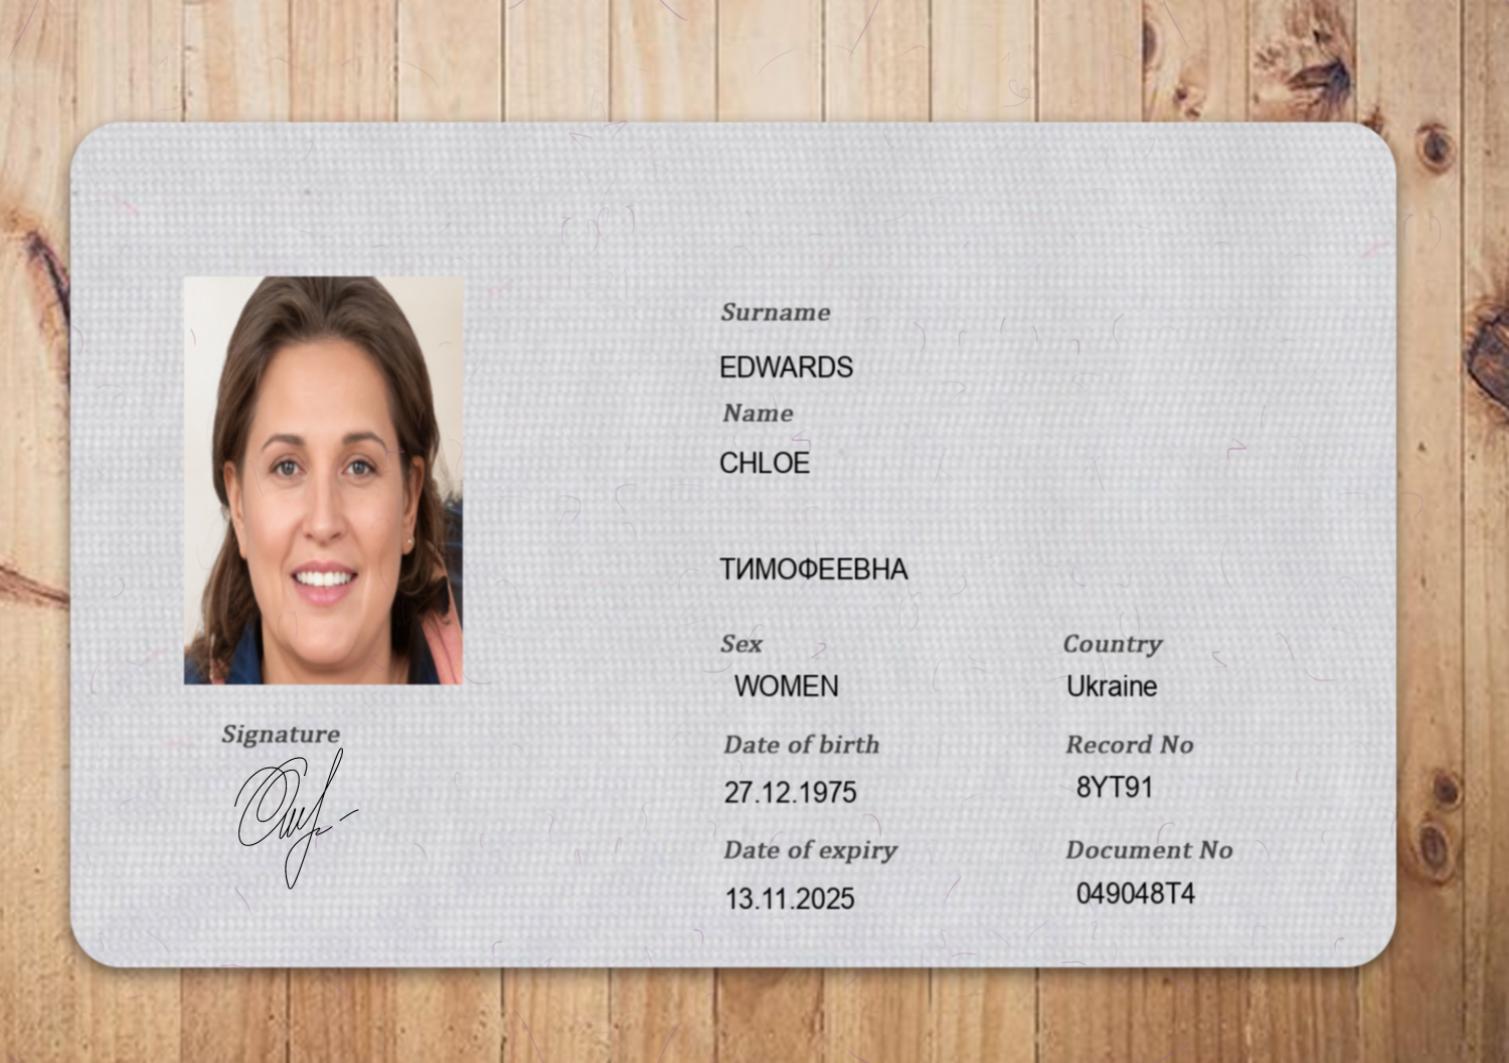 Surname
EDWARDS
Name
CHLOE
ТИМОФЕЕВНА
Sex
WOMEN
Country
Ukraine
Date of birth
27.12.1975
Record No
8YT91
Date of expiry
13.11.2025
Document No
049048T4
Signature